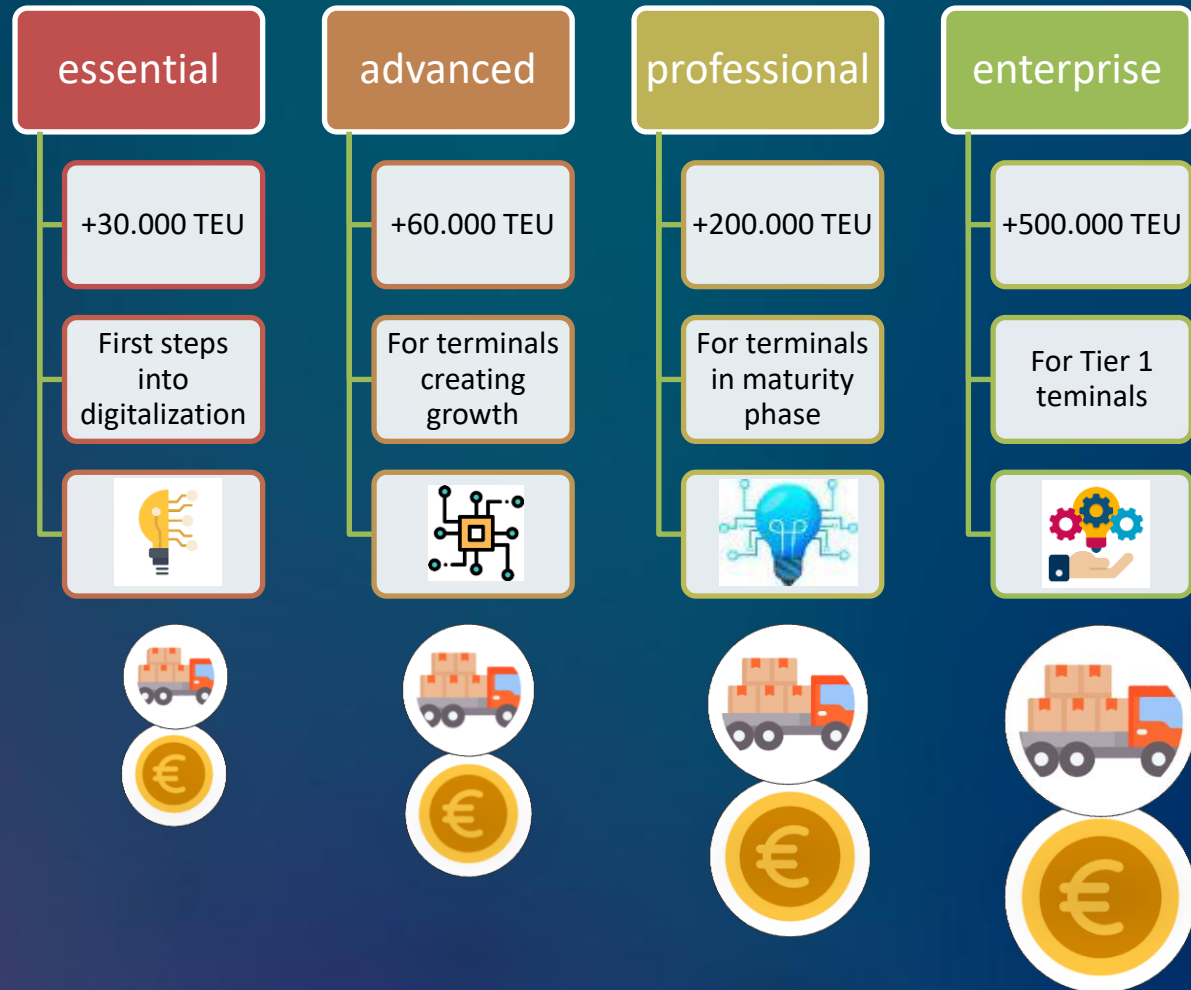 essential
+30.000 TEU
First steps
into
digitalization
advanced
+60.000 TEU
For terminals
creating
growth
professional
+200.000 TEU
For terminals
in maturity
phase
enterprise
+500.000 TEU
For Tier 1
teminals
€
€
€
€